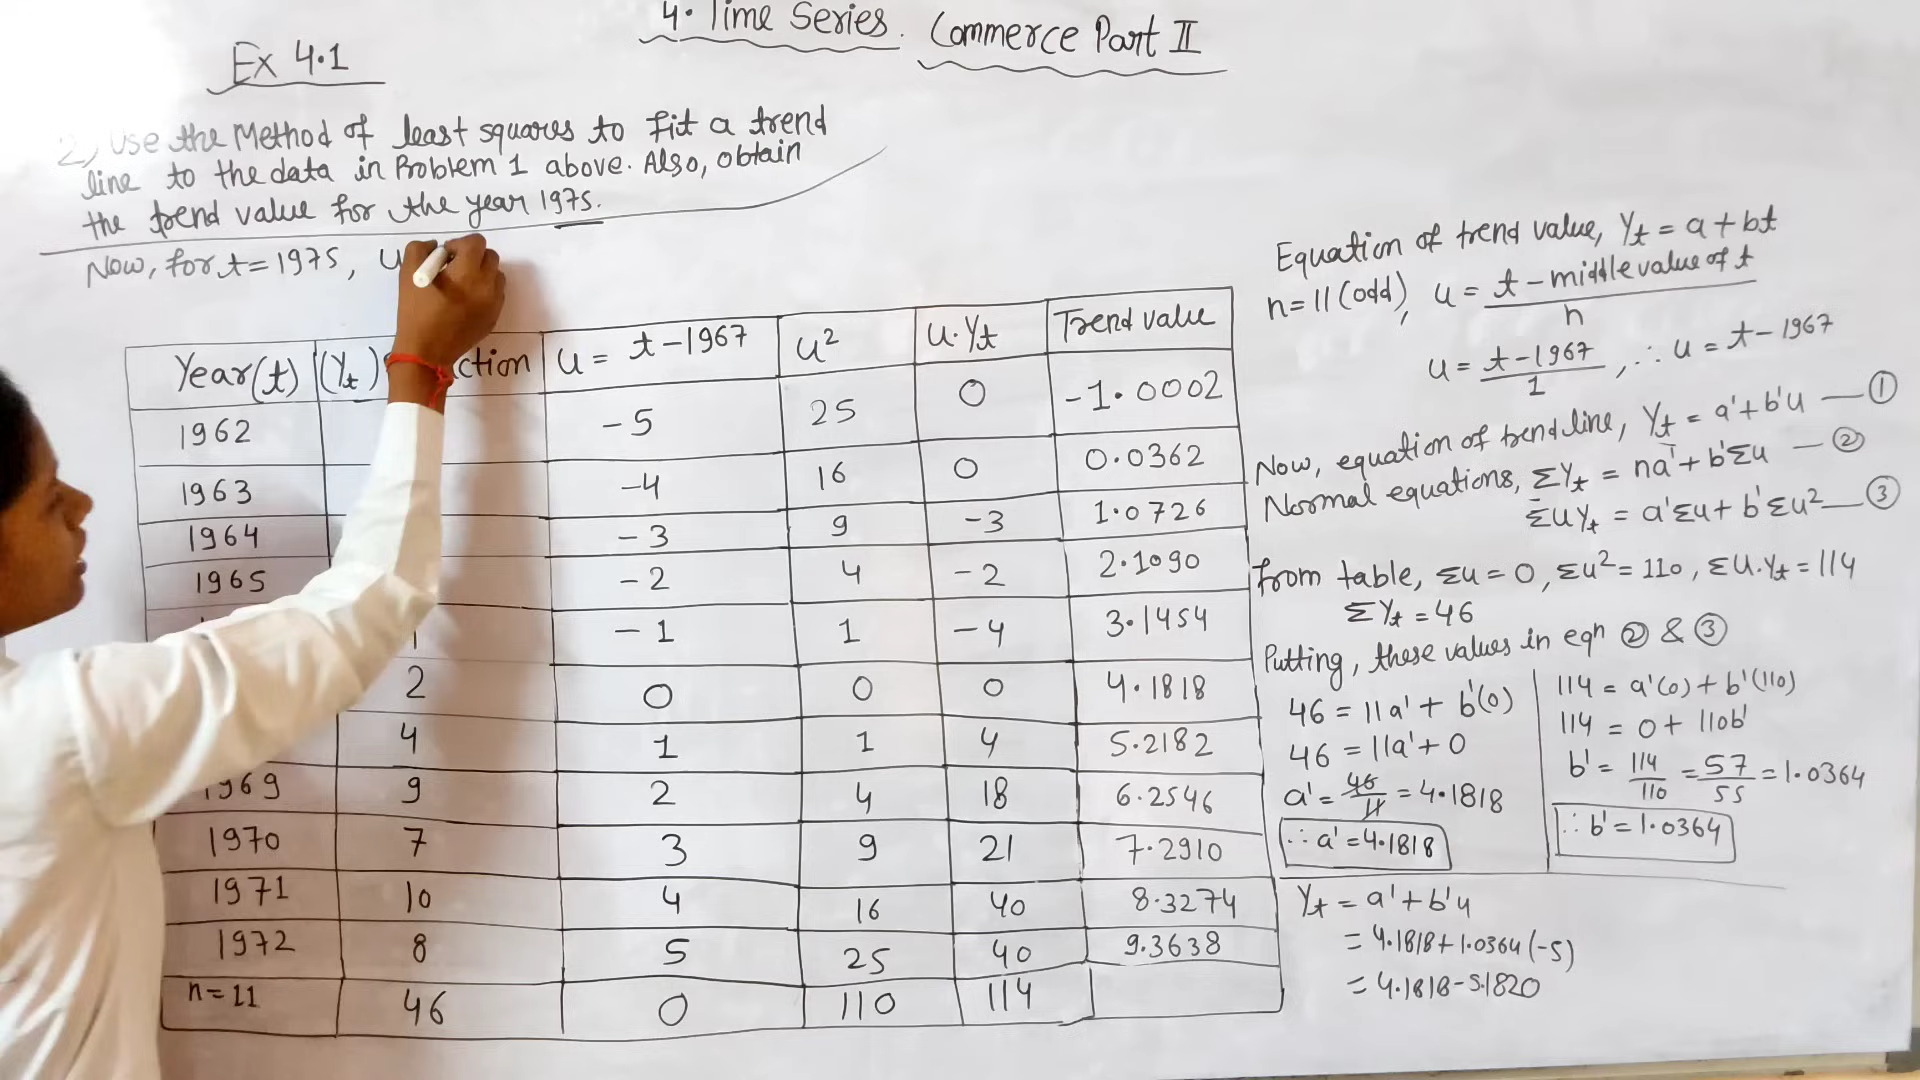 4. Time Series. Commerce Part II
Ex 4.1
2) Use the Method of least squares to fit a trend
line to the data in Problem 1 above. Also, obtain
the trend value for the year 1975.
Now, for t = 1975, u
Year(t) (Yt) ction u = t-1967 u² u.Yt Trend value
1962 -5 25 0 -1.0002
1963 -4 16 0 0.0362
1964 -3 9 -3 1.0726
1965 -2 4 -2 2.1090
-1 1 -4 3.1454
2 0 0 0 4.1818
4 1 1 4 5.2182
1969 9 2 4 18 6.2546
1970 7 3 9 21 7.2910
1971 10 4 16 40 8.3274
1972 8 5 25 40 9.3638
n=11 46 0 110 114
Equation of trend value, Yt = a + bt
n=11 (odd), u = t - middle value of t / n
u = t-1967 / 1, ∴ u = t-1967
Now, equation of trend line, Yt = a' + b'u — ①
Normal equations, ΣYt = na' + b'Σu — ②
ΣuYt = a'Σu + b'Σu² — ③
from table, Σu = 0, Σu² = 110, Σu.Yt = 114
ΣYt = 46
Putting, these values in eqn ② & ③
46 = 11a' + b'(0)
46 = 11a' + 0
a' = 46/11 = 4.1818
∴ a' = 4.1818
114 = a'(0) + b'(110)
114 = 0 + 110b'
b' = 114/110 = 57/55 = 1.0364
∴ b' = 1.0364
Yt = a' + b'u
= 4.1818 + 1.0364(-5)
= 4.1818 - 5.1820